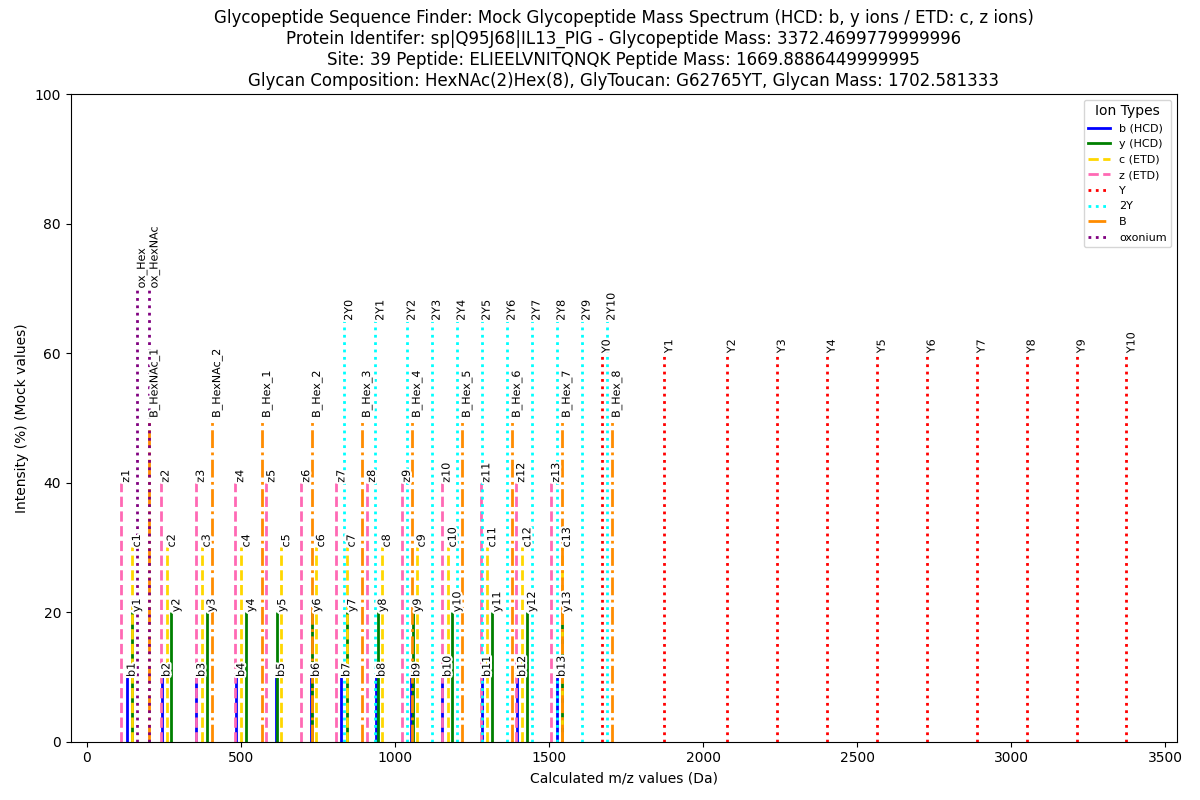 Glycopeptide Sequence Finder: Mock Glycopeptide Mass Spectrum (HCD: b, y ions / ETD: c, z ions)
Protein Identifer: sp|Q95J68|IL13_PIG - Glycopeptide Mass: 3372.4699779999996
Site: 39 Peptide: ELIEELVNITQNQK Peptide Mass: 1669.8886449999995
Glycan Composition: HexNAc(2)Hex(8), GlyToucan: G62765YT, Glycan Mass: 1702.581333
100
80
60
40
20
0
Intensity (%) (Mock values)
Ion Types
b (HCD)
y (HCD)
c (ETD)
z (ETD)
Y
2Y
B
oxonium
ox_Hex
ox_HexNAc
2Y0
2Y1
2Y2
2Y3
2Y4
2Y5
2Y6
2Y7
2Y8
2Y9
2Y10
Y0
Y1
Y2
Y3
Y4
Y5
Y6
Y7
Y8
Y9
Y10
B_HexNAc_1
B_HexNAc_2
B_Hex_1
B_Hex_2
B_Hex_3
B_Hex_4
B_Hex_5
B_Hex_6
B_Hex_7
B_Hex_8
z1
z2
z3
z4
z5
z6
z7
z8
z9
z10
z11
z12
z13
c1
c2
c3
c4
c5
c6
c7
c8
c9
c10
c11
c12
c13
y1
y2
y3
y4
y5
y6
y7
y8
y9
y10
y11
y12
y13
b1
b2
b3
b4
b5
b6
b7
b8
b9
b10
b11
b12
b13
0
500
1000
1500
2000
2500
3000
3500
Calculated m/z values (Da)